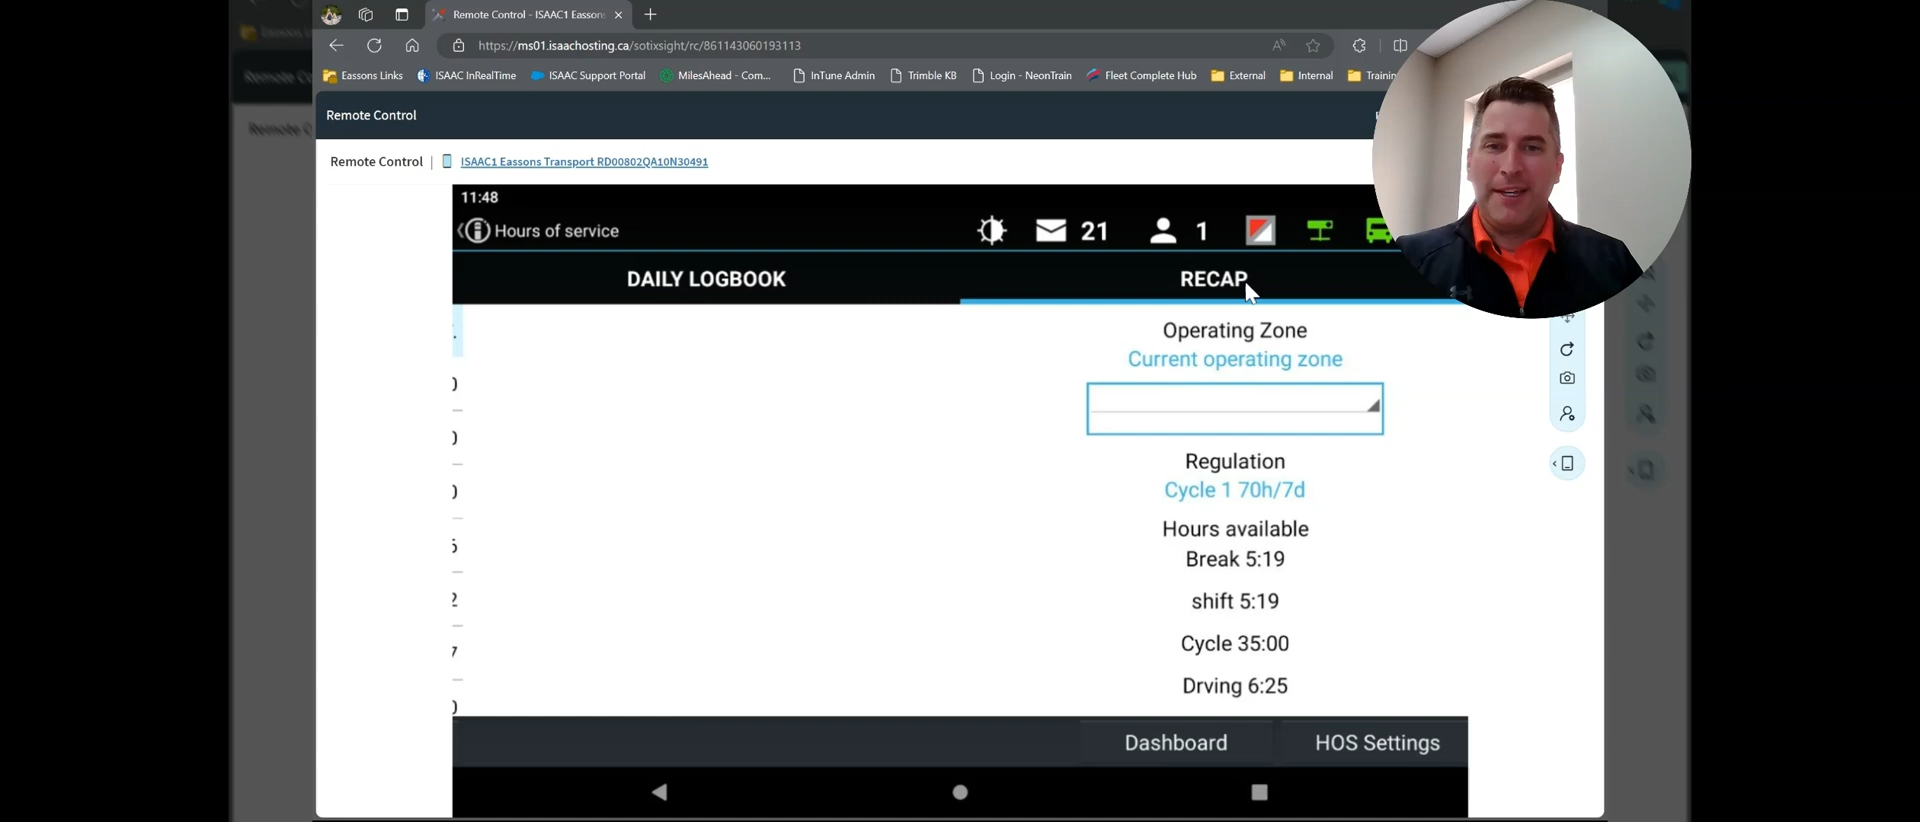 Remote Control - ISAAC1 Eassons
https://ms01.isaachosting.ca/sotixsight/rc/861143060193113
Eassons Links
ISAAC InRealTime
ISAAC Support Portal
MilesAhead - Com...
InTune Admin
Trimble KB
Login - NeonTrain
Fleet Complete Hub
External
Internal
Remote Control
Remote Control | ISAAC1 Eassons Transport RD00802QA10N30491
11:48
Hours of service
21
1
DAILY LOGBOOK
RECAP
Operating Zone
Current operating zone
Regulation
Cycle 1 70h/7d
Hours available
Break 5:19
shift 5:19
Cycle 35:00
Drving 6:25
Dashboard
HOS Settings